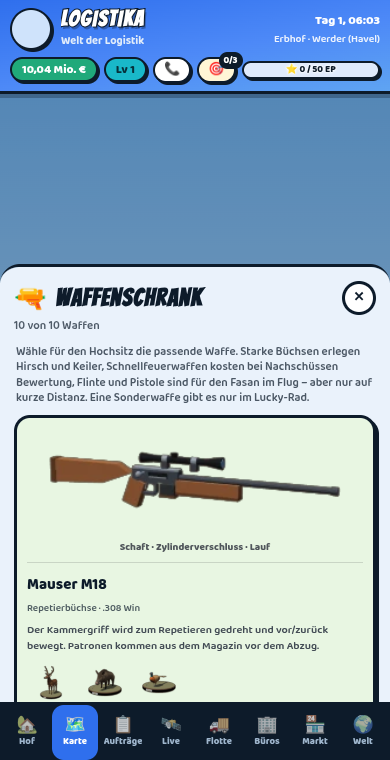 LOGISTIKA
Welt der Logistik
Tag 1, 06:03
Erbhof · Werder (Havel)
10,04 Mio. €
Lv 1
0/3
0 / 50 EP
WAFFENSCHRANK
×
10 von 10 Waffen
Wähle für den Hochsitz die passende Waffe. Starke Büchsen erlegen
Hirsch und Keiler, Schnellfeuerwaffen kosten bei Nachschüssen
Bewertung, Flinte und Pistole sind für den Fasan im Flug – aber nur auf
kurze Distanz. Eine Sonderwaffe gibt es nur im Lucky-Rad.
Schaft · Zylinderverschluss · Lauf
Mauser M18
Repetierbüchse · .308 Win
Der Kammergriff wird zum Repetieren gedreht und vor/zurück
bewegt. Patronen kommen aus dem Magazin vor dem Abzug.
Hof
Karte
Aufträge
Live
Flotte
Büros
Markt
Welt